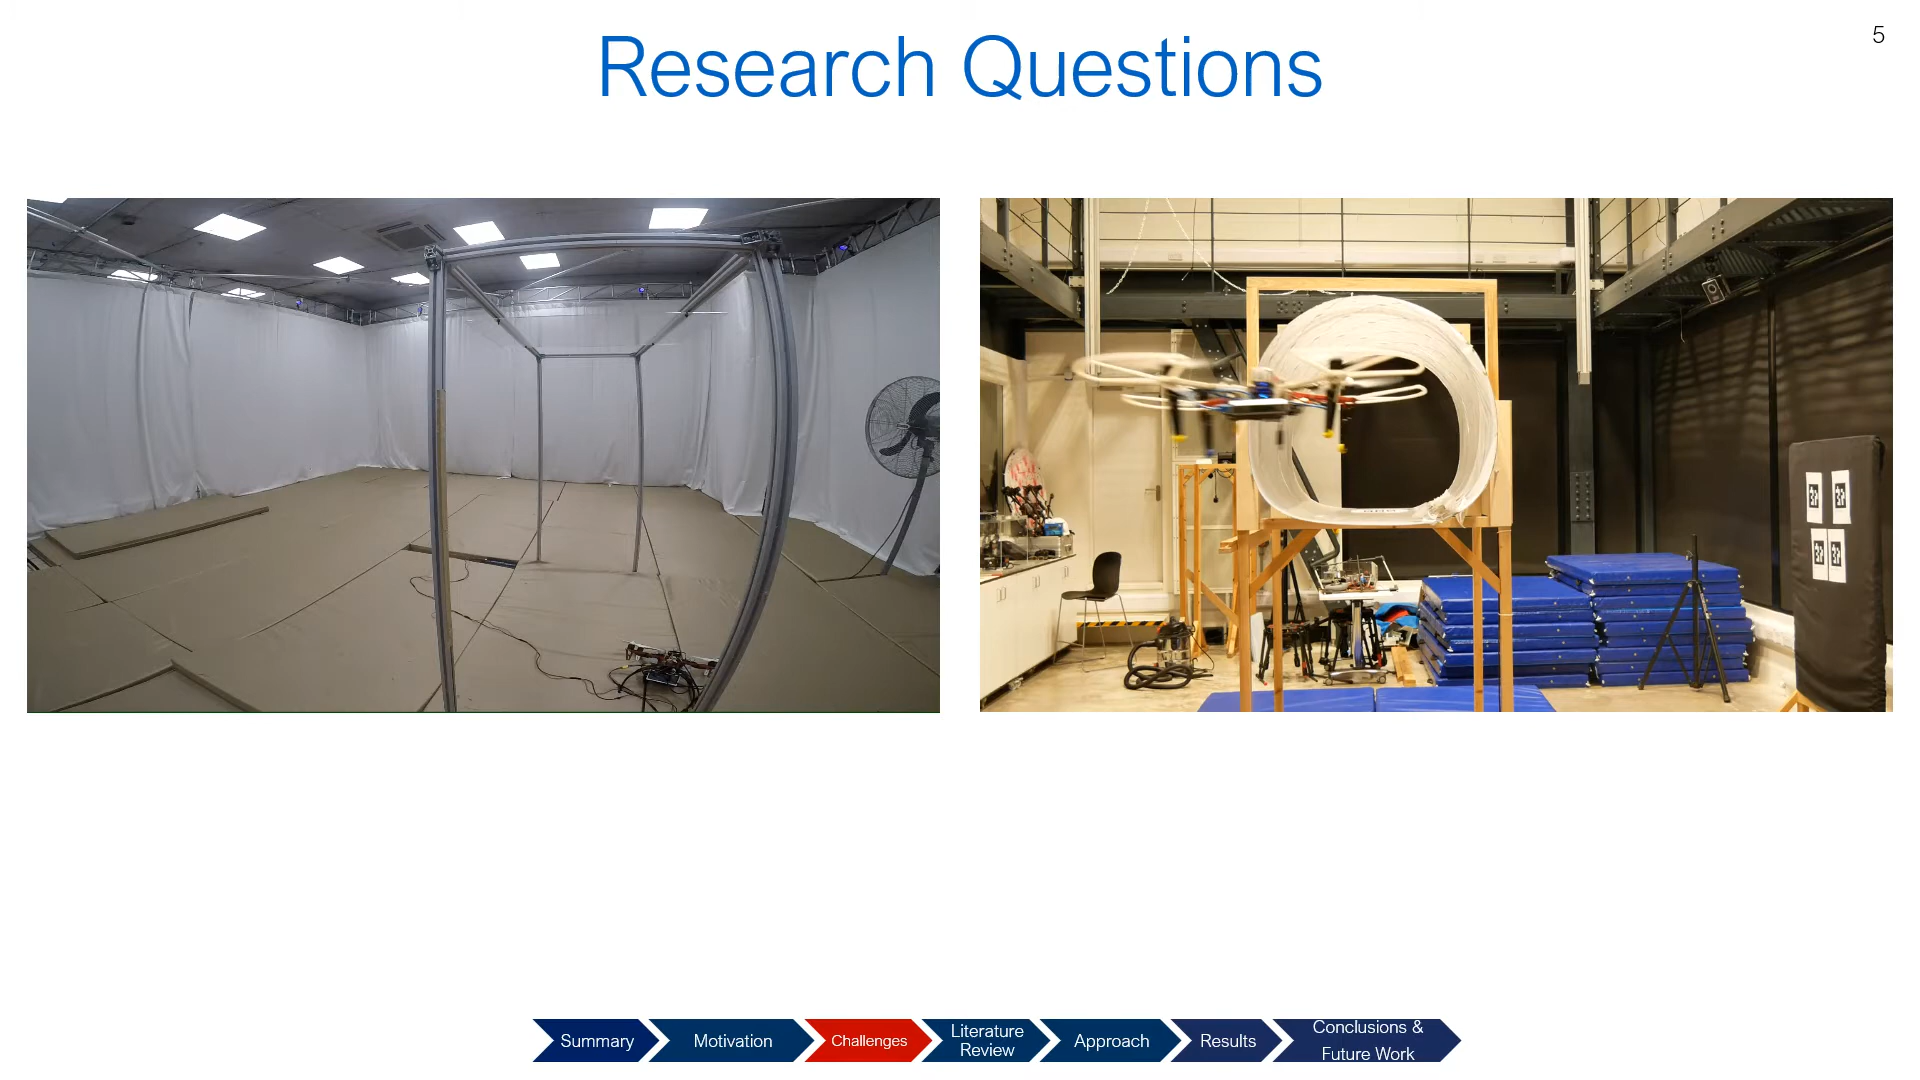 5
Research Questions
Summary
Motivation
Challenges
Literature
Review
Approach
Results
Conclusions &
Future Work